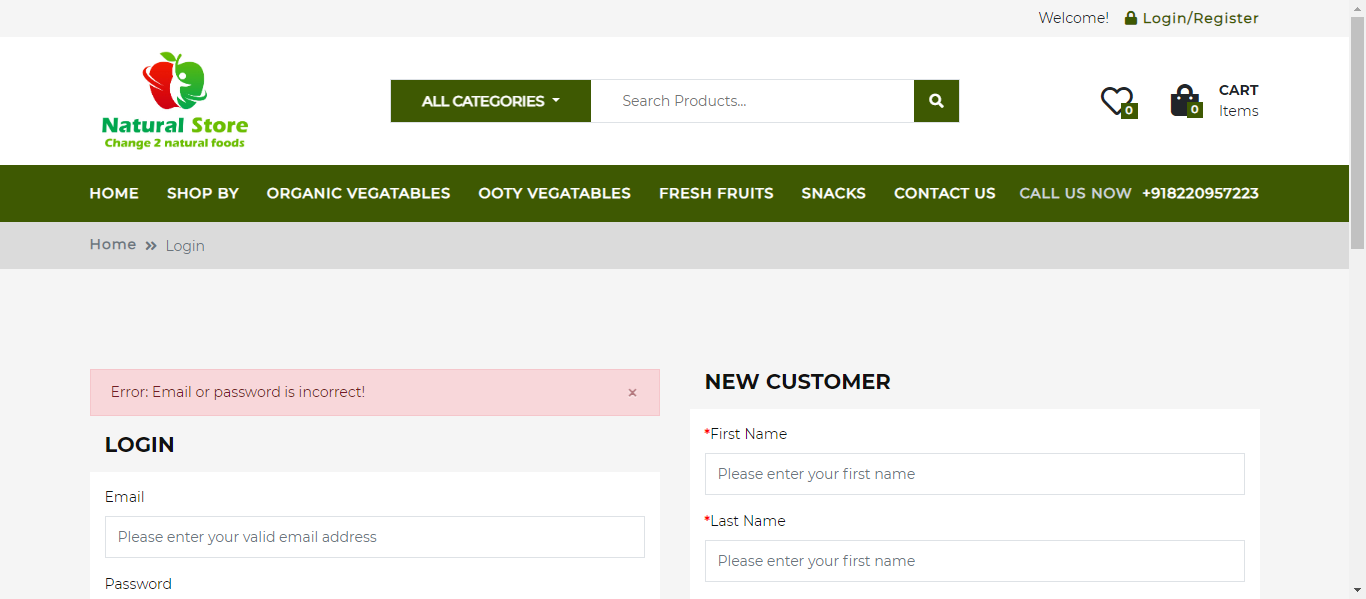 Welcome! Login/Register
Natural Store
Change 2 natural foods
ALL CATEGORIES
Search Products...
0
0
CART
Items
HOME SHOP BY ORGANIC VEGATABLES OOTY VEGATABLES FRESH FRUITS SNACKS CONTACT US CALL US NOW +918220957223
Home » Login
Error: Email or password is incorrect! ×
LOGIN
Email
Please enter your valid email address
Password
NEW CUSTOMER
*First Name
Please enter your first name
*Last Name
Please enter your first name